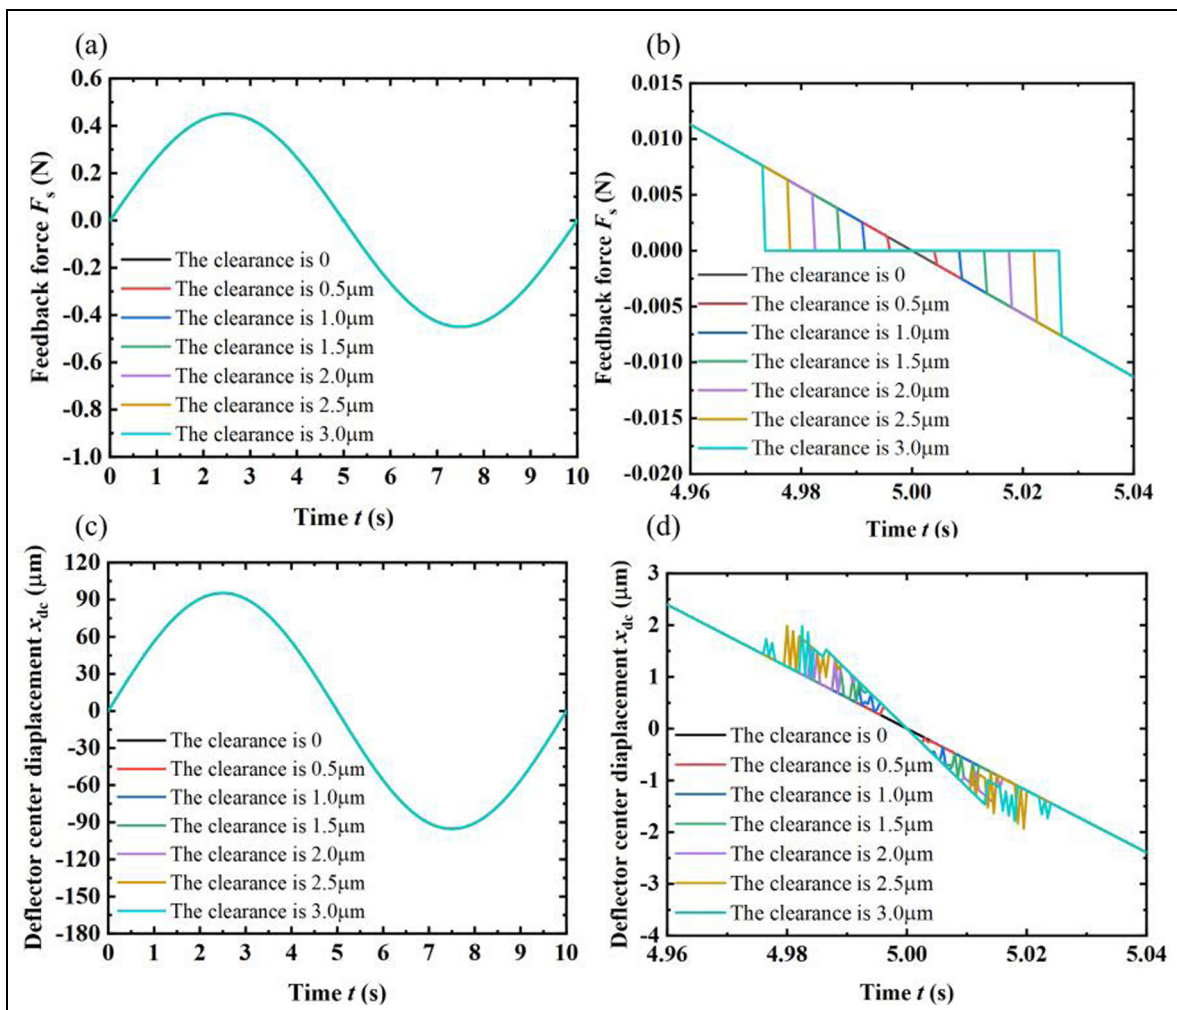 (a)
0.6
0.4
0.2
0.0
-0.2
-0.4
-0.6
-0.8
-1.0
Feedback force Fs (N)
The clearance is 0
The clearance is 0.5μm
The clearance is 1.0μm
The clearance is 1.5μm
The clearance is 2.0μm
The clearance is 2.5μm
The clearance is 3.0μm
0 1 2 3 4 5 6 7 8 9 10
Time t (s)
(b)
0.015
0.010
0.005
0.000
-0.005
-0.010
-0.015
-0.020
Feedback force Fs (N)
The clearance is 0
The clearance is 0.5μm
The clearance is 1.0μm
The clearance is 1.5μm
The clearance is 2.0μm
The clearance is 2.5μm
The clearance is 3.0μm
4.96 4.98 5.00 5.02 5.04
Time t (s)
(c)
120
90
60
30
0
-30
-60
-90
-120
-150
-180
Deflector center diaplacement xdc (μm)
The clearance is 0
The clearance is 0.5μm
The clearance is 1.0μm
The clearance is 1.5μm
The clearance is 2.0μm
The clearance is 2.5μm
The clearance is 3.0μm
0 1 2 3 4 5 6 7 8 9 10
Time t (s)
(d)
3
2
1
0
-1
-2
-3
-4
Deflector center diaplacement xdc (μm)
The clearance is 0
The clearance is 0.5μm
The clearance is 1.0μm
The clearance is 1.5μm
The clearance is 2.0μm
The clearance is 2.5μm
The clearance is 3.0μm
4.96 4.98 5.00 5.02 5.04
Time t (s)